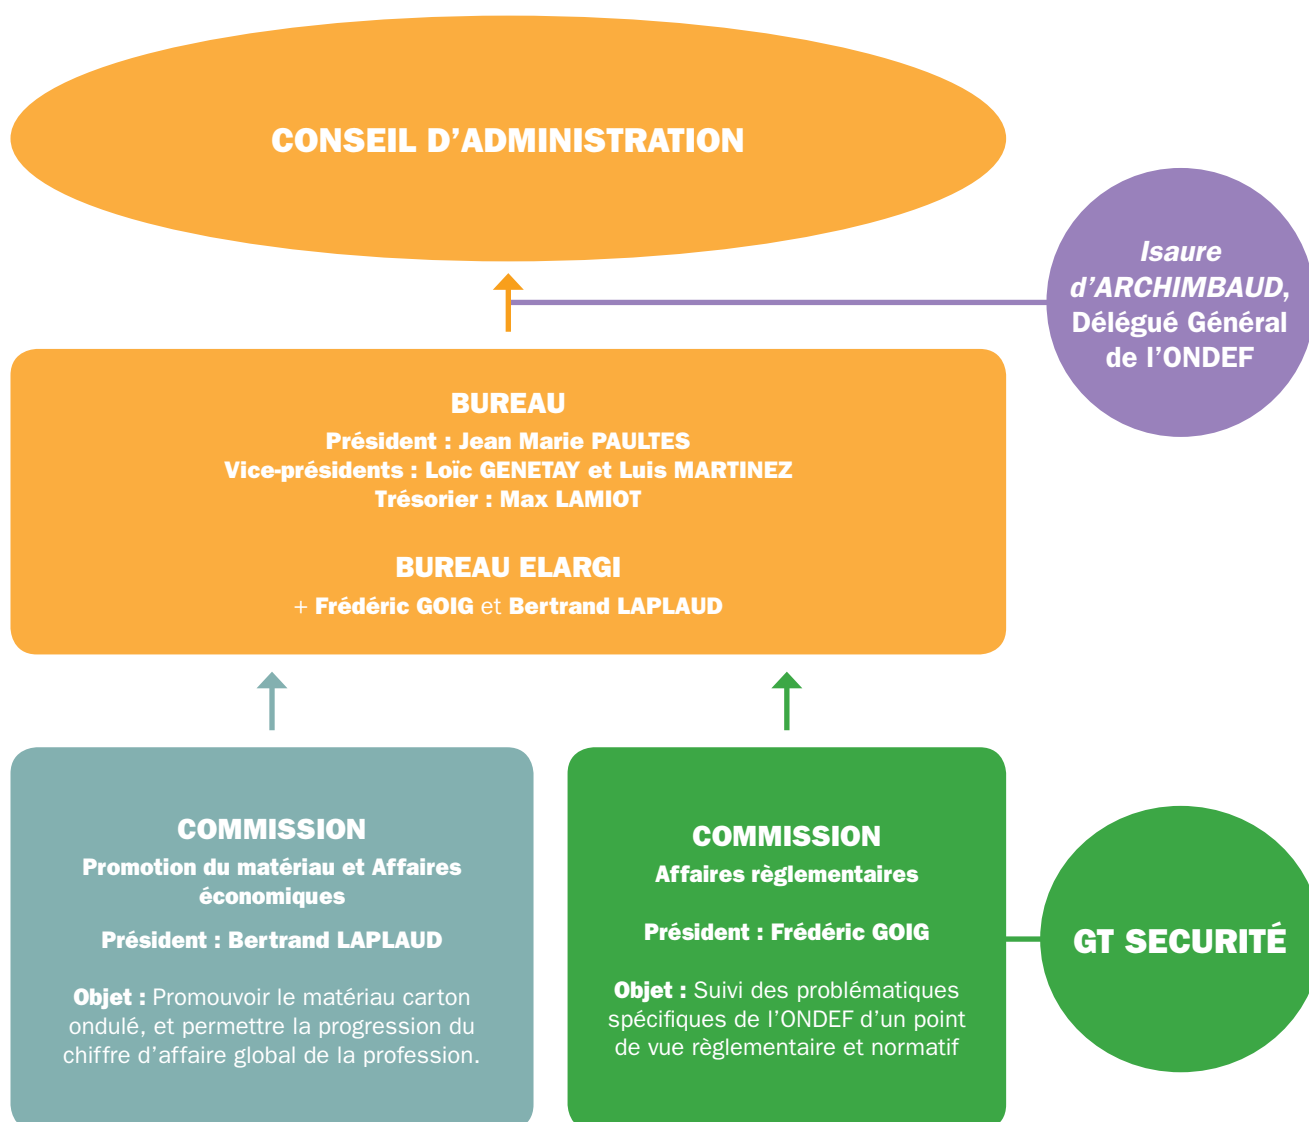 CONSEIL D’ADMINISTRATION
Isaure
d’ARCHIMBAUD,
Délégué Général
de l’ONDEF
BUREAU
Président : Jean Marie PAULTES
Vice-présidents : Loïc GENETAY et Luis MARTINEZ
Trésorier : Max LAMIOT
BUREAU ELARGI
+ Frédéric GOIG et Bertrand LAPLAUD
COMMISSION
Promotion du matériau et Affaires
économiques
Président : Bertrand LAPLAUD
Objet : Promouvoir le matériau carton
ondulé, et permettre la progression du
chiffre d’affaire global de la profession.
COMMISSION
Affaires règlementaires
Président : Frédéric GOIG
Objet : Suivi des problématiques
spécifiques de l’ONDEF d’un point
de vue règlementaire et normatif
GT SECURITÉ